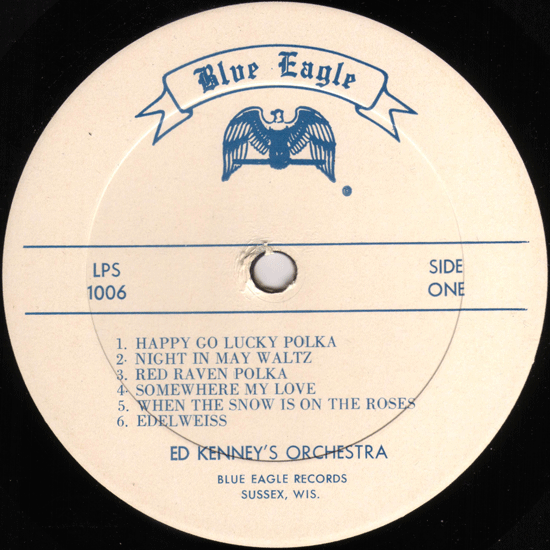 Blue Eagle
LPS
1006
SIDE
ONE
1. HAPPY GO LUCKY POLKA
2. NIGHT IN MAY WALTZ
3. RED RAVEN POLKA
4. SOMEWHERE MY LOVE
5. WHEN THE SNOW IS ON THE ROSES
6. EDELWEISS
ED KENNEY'S ORCHESTRA
BLUE EAGLE RECORDS
SUSSEX, WIS.